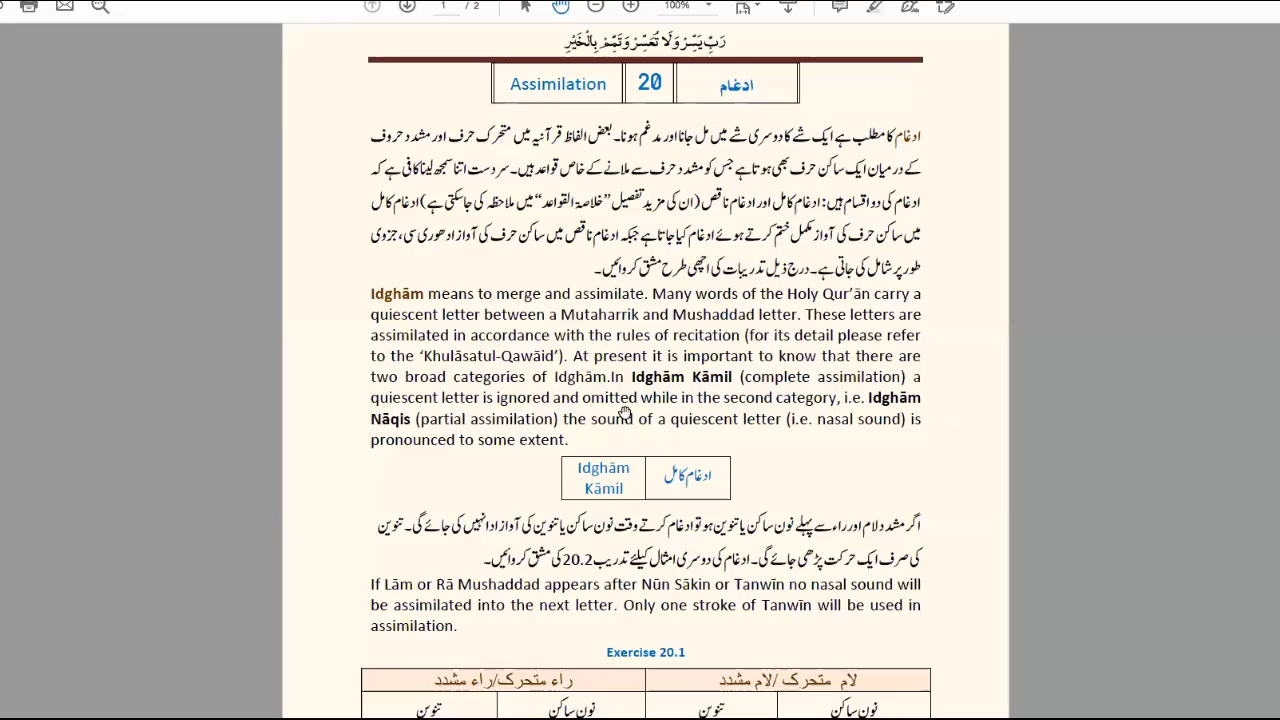 1 / 2
100%
رَبِّ يَسِّرْ وَلَا تُعَسِّرْ وَتَمِّمْ بِالْخَيْرِ
Assimilation 20 ادغام
ادغام کا مطلب ہے ایک شے کا دوسری شے میں مل جانا اور مدغم ہونا۔ بعض الفاظ قرآنیہ میں متحرک حرف اور مشدد حروف
کے درمیان ایک ساکن حرف بھی ہوتا ہے جس کو مشدد حرف سے ملانے کے خاص قواعد ہیں۔ سردست اتنا سمجھ لینا کافی ہے کہ
ادغام کی دو اقسام ہیں: ادغام کامل اور ادغام ناقص (ان کی مزید تفصیل ”خلاصۃ القواعد“ میں ملاحظہ کی جاسکتی ہے) ادغام کامل
میں ساکن حرف کی آواز مکمل ختم کرتے ہوئے ادغام کیا جاتا ہے جبکہ ادغام ناقص میں ساکن حرف کی آواز ادھوری سی، جزوی
طور پر شامل کی جاتی ہے۔ درج ذیل تدریبات کی اچھی طرح مشق کروائیں۔
Idghām means to merge and assimilate. Many words of the Holy Qur’ān carry a
quiescent letter between a Mutaharrik and Mushaddad letter. These letters are
assimilated in accordance with the rules of recitation (for its detail please refer
to the ‘Khulāsatul-Qawāid’). At present it is important to know that there are
two broad categories of Idghām.In Idghām Kāmil (complete assimilation) a
quiescent letter is ignored and omitted while in the second category, i.e. Idghām
Nāqis (partial assimilation) the sound of a quiescent letter (i.e. nasal sound) is
pronounced to some extent.
Idghām
Kāmil
ادغام کامل
اگر مشدد لام اور راء سے پہلے نون ساکن یا تنوین ہو تو ادغام کرتے وقت نون ساکن یا تنوین کی آواز ادا نہیں کی جائے گی۔ تنوین
کی صرف ایک حرکت پڑھی جائے گی۔ ادغام کی دوسری امثال کیلئے تدریب 20.2 کی مشق کروائیں۔
If Lām or Rā Mushaddad appears after Nūn Sākin or Tanwīn no nasal sound will
be assimilated into the next letter. Only one stroke of Tanwīn will be used in
assimilation.
Exercise 20.1
لام متحرک /لام مشدد راء متحرک/راء مشدد
نون ساکن تنوین نون ساکن تنوین